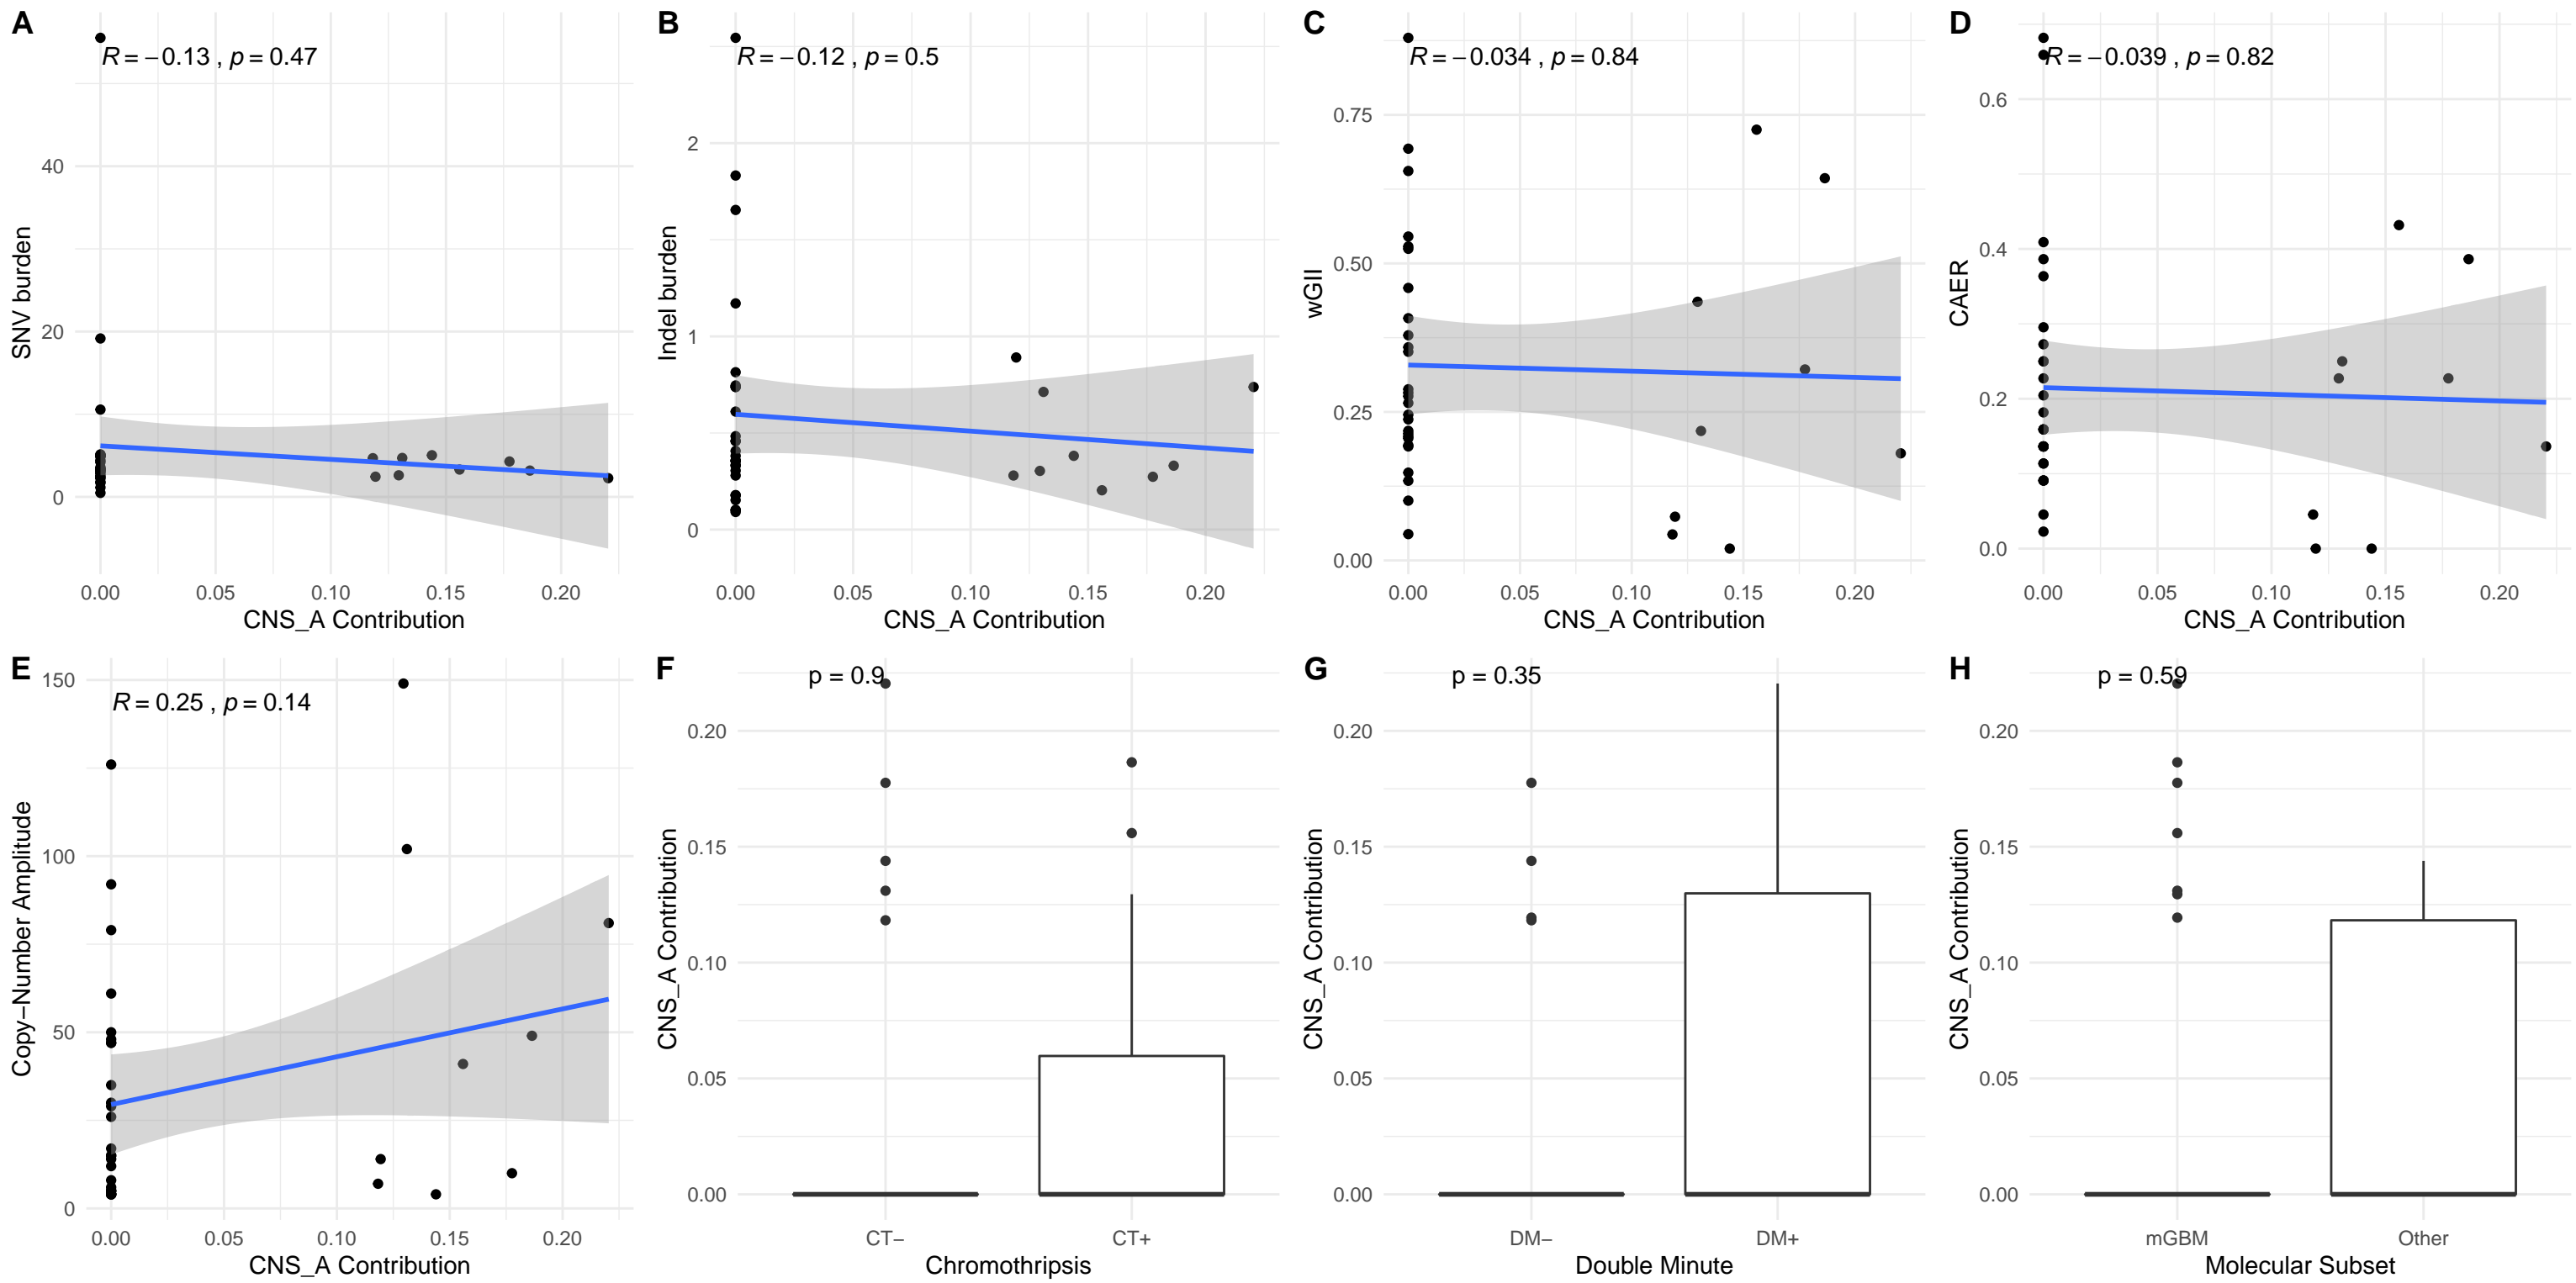 A
R = −0.13 , p = 0.47
SNV burden
40
20
0
0.00 0.05 0.10 0.15 0.20
CNS_A Contribution
B
R = −0.12 , p = 0.5
Indel burden
2
1
0
0.00 0.05 0.10 0.15 0.20
CNS_A Contribution
C
R = −0.034 , p = 0.84
wGII
0.75
0.50
0.25
0.00
0.00 0.05 0.10 0.15 0.20
CNS_A Contribution
D
R = −0.039 , p = 0.82
CAER
0.6
0.4
0.2
0.0
0.00 0.05 0.10 0.15 0.20
CNS_A Contribution
E
R = 0.25 , p = 0.14
Copy−Number Amplitude
150
100
50
0
0.00 0.05 0.10 0.15 0.20
CNS_A Contribution
F
p = 0.9
CNS_A Contribution
0.20
0.15
0.10
0.05
0.00
CT− CT+
Chromothripsis
G
p = 0.35
CNS_A Contribution
0.20
0.15
0.10
0.05
0.00
DM− DM+
Double Minute
H
p = 0.59
CNS_A Contribution
0.20
0.15
0.10
0.05
0.00
mGBM Other
Molecular Subset